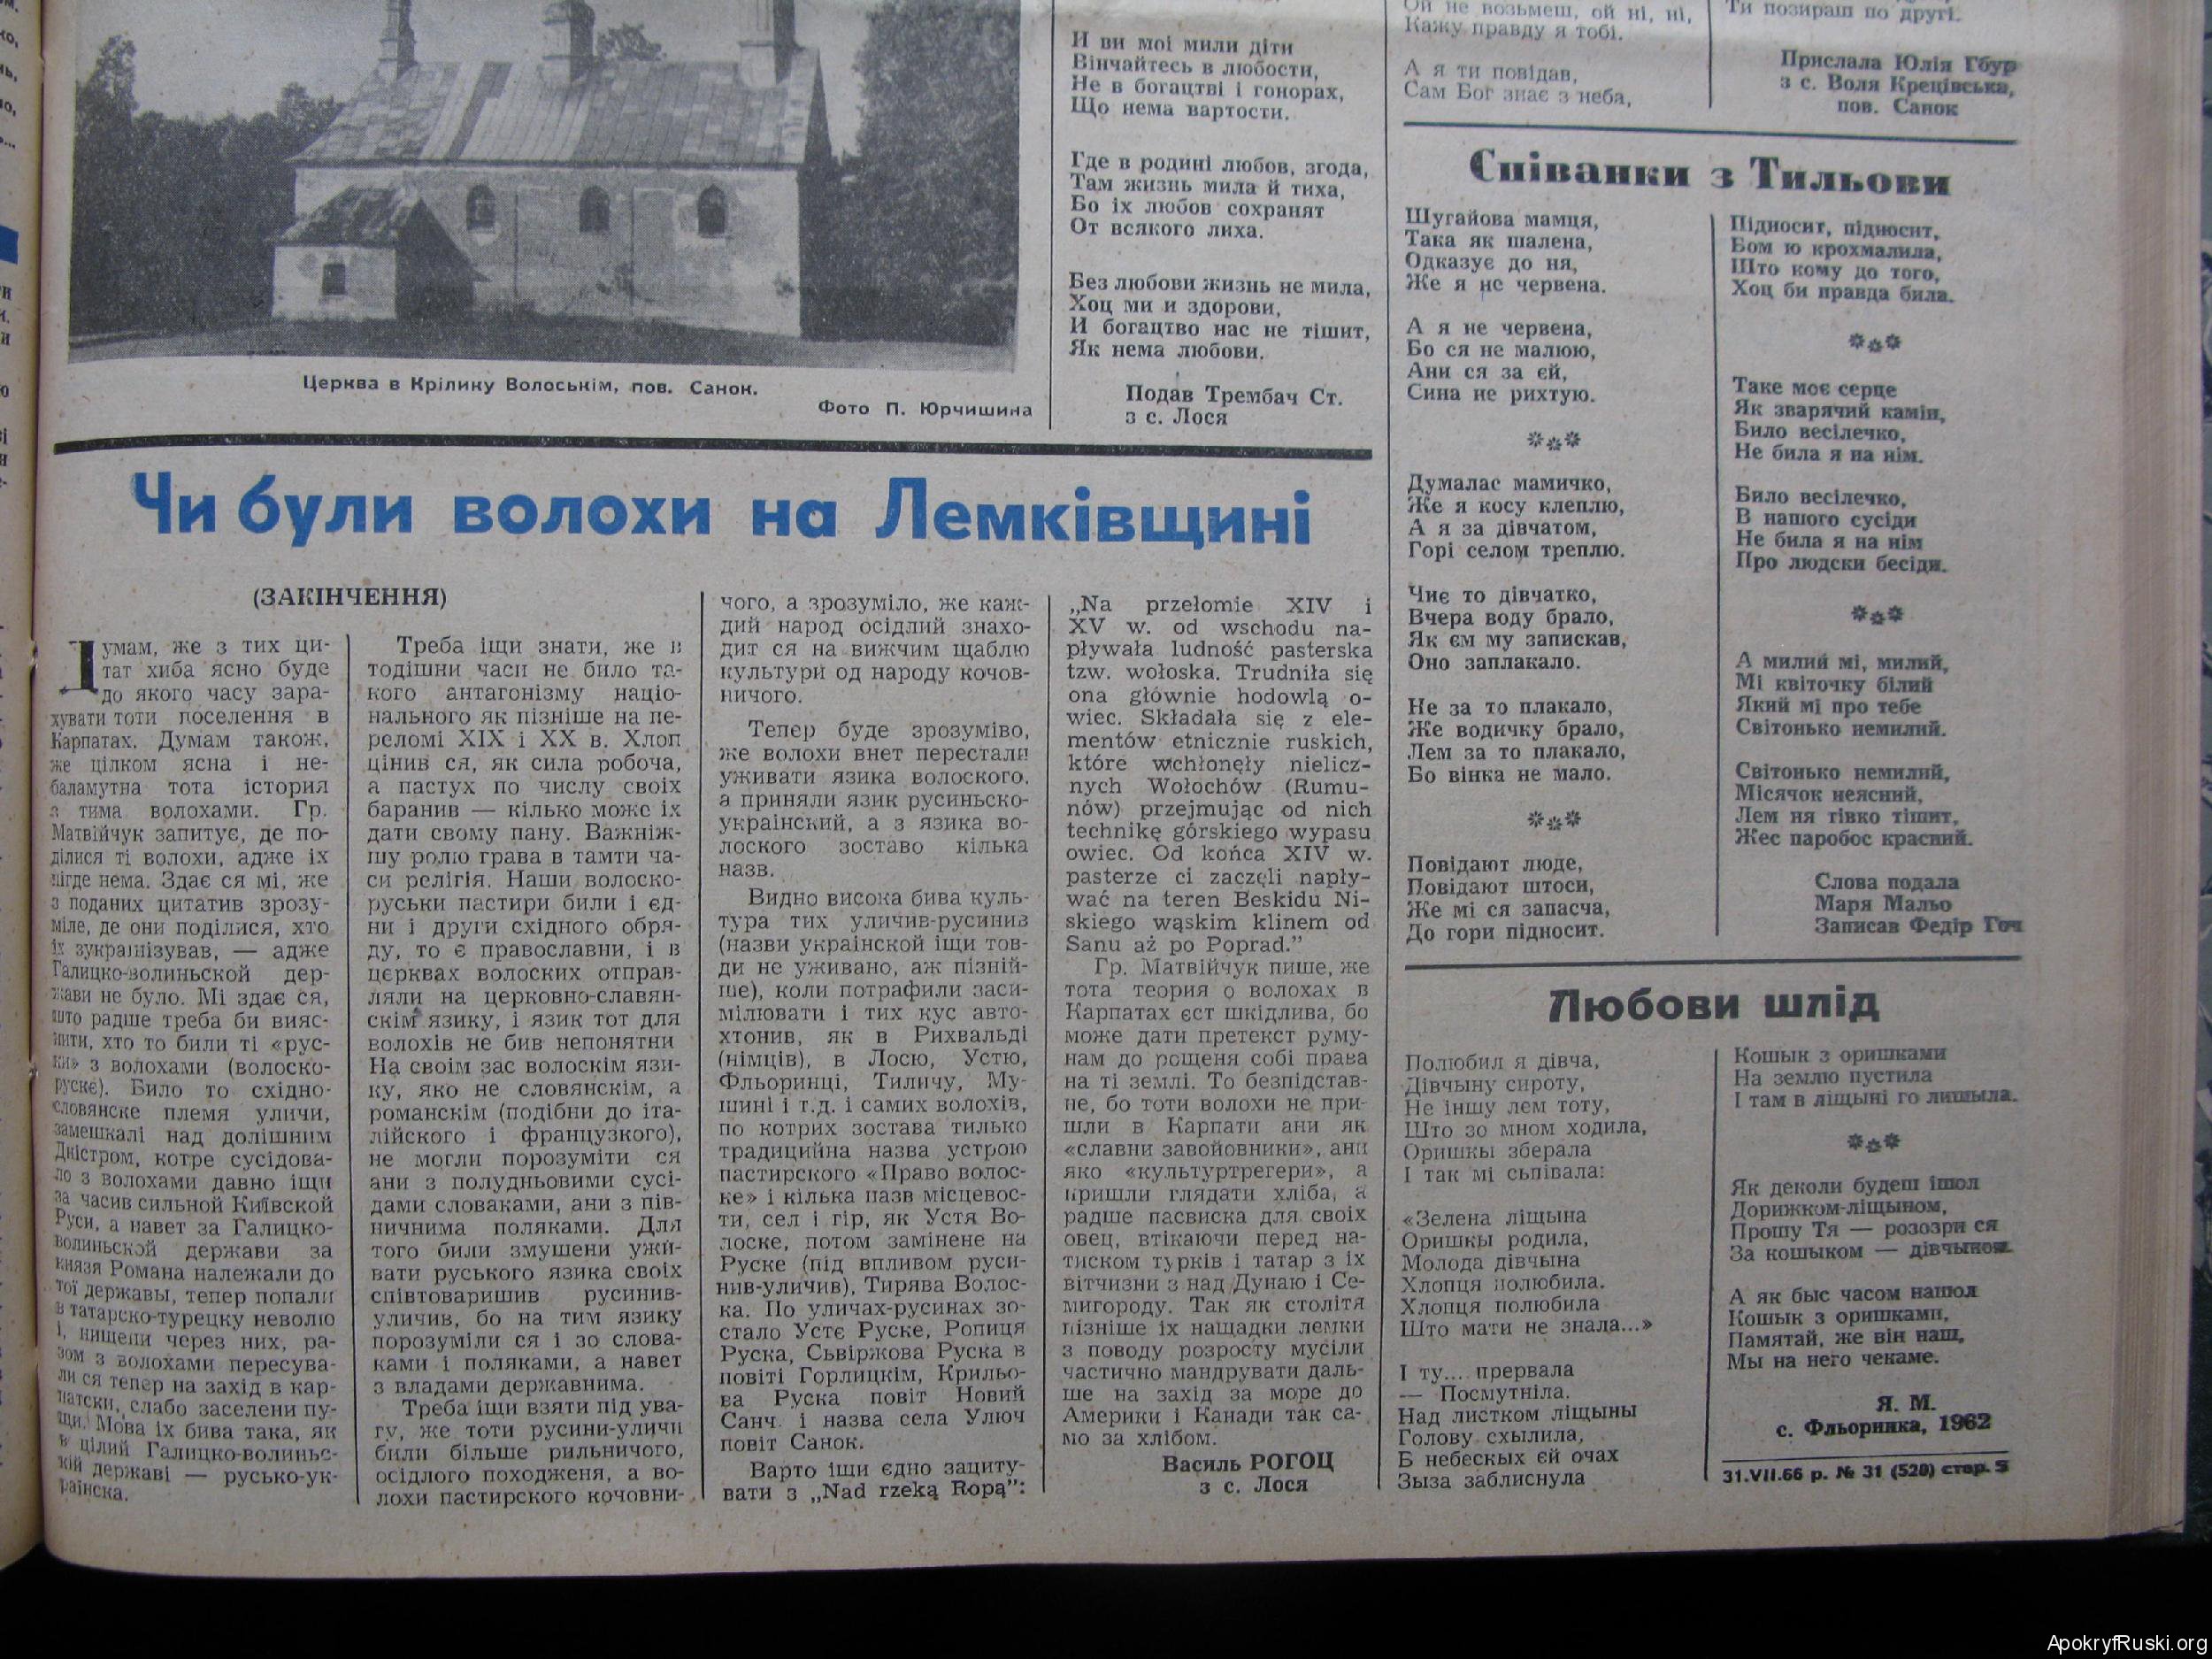 Церква в Крілику Волоськім, пов. Санок.
Фото П. Юрчишина
И ви мої мили діти
Вінчайтесь в любости,
Не в богацтві і гонорах,
Що нема вартости.
Где в родині любов, згода,
Там жизнь мила й тиха,
Бо їх любов сохранят
От всякого лиха.
Без любови жизнь не мила,
Хоц ми и здорови,
И богацтво нас не тішит,
Як нема любови.
Подав Трембач Ст.
з с. Лося
Ой не возьмеш, ой ні, ні,
Кажу правду я тобі.
А я ти повідав,
Сам Бог знає з неба,
Ти позираш по другі.
Прислала Юлія Гбур
з с. Воля Крецівська,
пов. Санок
Чи були волохи на Лемківщині
(ЗАКІНЧЕННЯ)
Думам, же з тих ци-
тат хиба ясно буде
до якого часу зара-
хувати тоти поселення в
Карпатах. Думам також,
же цілком ясна і не-
баламутна тота істория
з тима волохами. Гр.
Матвійчук запитує, де по-
ділися ті волохи, адже їх
нігде нема. Здає ся мі, же
з поданих цитатив зрозу-
міле, де они поділися, хто
їх зукраїнізував, — адже
Галицко-волиньской дер-
жави не було. Мі здає ся,
што радше треба би вияс-
нити, хто то били ті «рус-
ки» з волохами (волоско-
руске). Било то східно-
словянске племя уличи,
замешкалі над долішним
Дністром, котре сусідова-
ло з волохами давно іщи
за часив сильной Київской
Руси, а навет за Галицко-
волиньской держави за
князя Романа належали до
той державы, тепер попали
в татарско-турецку неволю
і, нищени через них, ра-
зом з волохами пересува-
ли ся тепер на захід в кар-
патски, слабо заселени пу-
щи. Мова їх бива така, як
в цілий Галицко-волиньс-
кій державі — русько-ук-
раїнска.
Треба іщи знати, же в
тодішни часи не било та-
кого антагонізму націо-
нального як пізніше на пе-
реломі XIX і XX в. Хлоп
цінив ся, як сила робоча,
а пастух по числу своїх
баранив — кілько може їх
дати свому пану. Важніж-
шу ролю грава в тамти ча-
си релігія. Наши волоско-
руськи пастири били і єд-
ни і други східного обря-
ду, то є православни, і в
церквах волоских отправ-
ляли на церковно-славян-
скім язику, і язик тот для
волохів не бив непонятни
На своїм зас волоскім язи-
ку, яко не словянскім, а
романскім (подібни до іта-
лійского і французкого),
не могли порозуміти ся
ани з полудньовими сусі-
дами словаками, ани з пів-
ничнима поляками. Для
того били змушени ужи-
вати руського язика своїх
співтоваришив русинив-
уличив, бо на тим язику
порозуміли ся і зо слова-
ками і поляками, а навет
з владами державнима.
Треба іщи взяти під ува-
гу, же тоти русини-уличи
били більше рильничого,
осідлого походженя, а во-
лохи пастирского кочовни-
чого, а зрозуміло, же каж-
дий народ осідлий знахо-
дит ся на вижчим щаблю
культури од народу кочов-
ничого.
Тепер буде зрозуміво,
же волохи внет перестали
уживати язика волоского,
а приняли язик русиньско-
український, а з язика во-
лоского зоставо кілька
назв.
Видно висока бива куль-
тура тих уличив-русинив
(назви української іщи тов-
ди не уживано, аж пізній-
ше), коли потрафили заси-
мілювати і тих кус авто-
хтонив, як в Рихвальді
(німців), в Лосю, Устю,
Фльоринці, Тиличу, Му-
шині і т.д. і самих волохів,
по котрих зостава тилько
традицийна назва устрою
пастирского «Право волос-
ке» і кілька назв місцевос-
ти, сел і гір, як Устя Во-
лоске, потом замінене на
Руске (під впливом руси-
нив-уличив), Тирява Волос-
ка. По уличах-русинах зо-
стало Устє Руске, Ропиця
Руска, Сьвіржова Руска в
повіті Горлицкім, Крильо-
ва Руска повіт Новий
Санч і назва села Улюч
повіт Санок.
Варто іщи єдно зациту-
вати з „Nad rzeką Ropą”:
„Na przełomie XIV i
XV w. od wschodu na-
pływała ludność pasterska
tzw. wołoska. Trudniła się
ona głównie hodowlą o-
wiec. Składała się z ele-
mentów etnicznie ruskich,
które wchłonęły nielicz-
nych Wołochów (Rumu-
nów) przejmując od nich
technikę górskiego wypasu
owiec. Od końca XIV w.
pasterze ci zaczęli napły-
wać na teren Beskidu Ni-
skiego wąskim klinem od
Sanu aż po Poprad.”
Гр. Матвійчук пише, же
тота теория о волохах в
Карпатах єст шкідлива, бо
може дати претекст руму-
нам до рощеня собі права
на ті землі. То безпідстав-
не, бо тоти волохи не при-
шли в Карпати ани як
«славни завойовники», ани
яко «культуртрегери», а
пришли глядати хліба, а
радше пасвиска для своїх
овец, втікаючи перед на-
тиском турків і татар з їх
вітчизни з над Дунаю і Се-
мигороду. Так як столітя
пізніше їх нащадки лемки
з поводу розросту мусіли
частично мандрувати даль-
ше на захід за море до
Америки і Канади так са-
мо за хлібом.
Василь РОГОЦ
з с. Лося
Співанки з Тильови
Шугайова мамця,
Така як шалена,
Одказує до ня,
Же я не червена.
А я не червена,
Бо ся не малюю,
Ани ся за єй,
Сина не рихтую.
Думалас мамичко,
Же я косу клеплю,
А я за дівчатом,
Горі селом треплю.
Чиє то дівчатко,
Вчера воду брало,
Як єм му запискав,
Оно заплакало.
Не за то плакало,
Же водичку брало,
Лем за то плакало,
Бо вінка не мало.
Повідают люде,
Повідают штоси,
Же мі ся запасча,
До гори підносит.
Підносит, підносит,
Бом ю крохмалила,
Што кому до того,
Хоц би правда била.
Таке моє серце
Як зварячий камін,
Било весілечко,
Не била я на нім.
Било весілечко,
В нашого сусіди
Не била я на нім
Про людски бесіди.
А милий мі, милий,
Мі квіточку білий
Який мі про тебе
Світонько немилий.
Світонько немилий,
Місячок неясний,
Лем ня гівко тішит,
Жес паробос красний.
Слова подала
Маря Мальо
Записав Федір Гоч
Любови шлід
Полюбил я дівча,
Дівчыну сироту,
Не іншу лем тоту,
Што зо мном ходила,
Оришкы зберала
І так мі сьпівала:
«Зелена ліщына
Оришкы родила,
Молода дівчына
Хлопця полюбила.
Хлопця полюбила
Што мати не знала...»
І ту... прервала
— Посмутніла.
Над листком ліщыны
Голову схылила,
Б небескых єй очах
Зыза заблиснула
Кошык з оришками
На землю пустила
І там в ліщыні го лишыла.
Як деколи будеш ішол
Дорижком-ліщыном,
Прошу Тя — розозри ся
За кошыком — дівчыном.
А як быс часом нашол
Кошык з оришками,
Памятай, же він наш,
Мы на него чекаме.
Я. М.
с. Фльоринка, 1962
31.VII.66 р. № 31 (520) стор. 5
ApokryfRuski.org